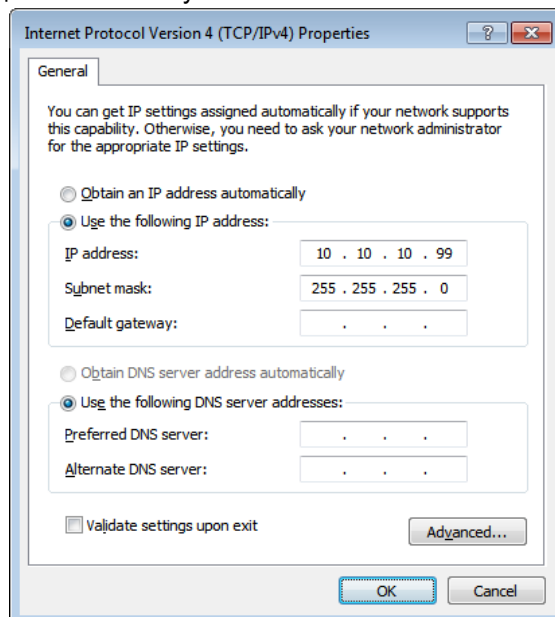 Internet Protocol Version 4 (TCP/IPv4) Properties
General
You can get IP settings assigned automatically if your network supports
this capability. Otherwise, you need to ask your network administrator
for the appropriate IP settings.
Obtain an IP address automatically
Use the following IP address:
IP address: 10 . 10 . 10 . 99
Subnet mask: 255 . 255 . 255 . 0
Default gateway: . . .
Obtain DNS server address automatically
Use the following DNS server addresses:
Preferred DNS server: . . .
Alternate DNS server: . . .
Validate settings upon exit
Advanced...
OK Cancel